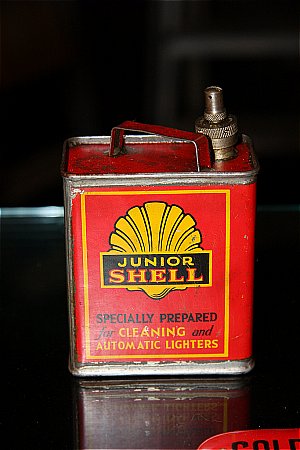 JUNIOR
SHELL
SPECIALLY PREPARED
for CLEANING and
AUTOMATIC LIGHTERS